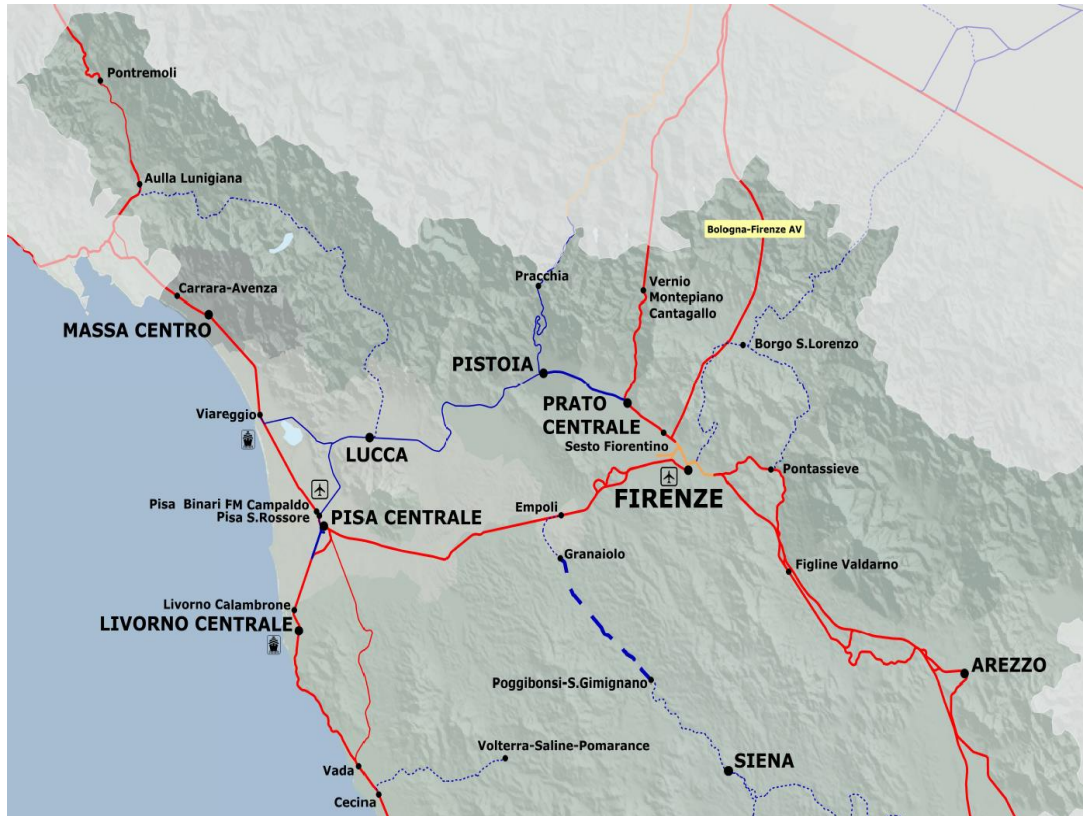 Pontremoli
Aulla Lunigiana
Bologna-Firenze AV
Pracchia
Vernio
Montepiano
Cantagallo
Carrara-Avenza
MASSA CENTRO
Borgo S.Lorenzo
PISTOIA
PRATO
CENTRALE
Viareggio
Sesto Fiorentino
LUCCA
Pontassieve
FIRENZE
Pisa  Binari FM Campaldo
Pisa S.Rossore
PISA CENTRALE
Empoli
Granaiolo
Figline Valdarno
Livorno Calambrone
LIVORNO CENTRALE
AREZZO
Poggibonsi-S.Gimignano
Volterra-Saline-Pomarance
SIENA
Vada
Cecina